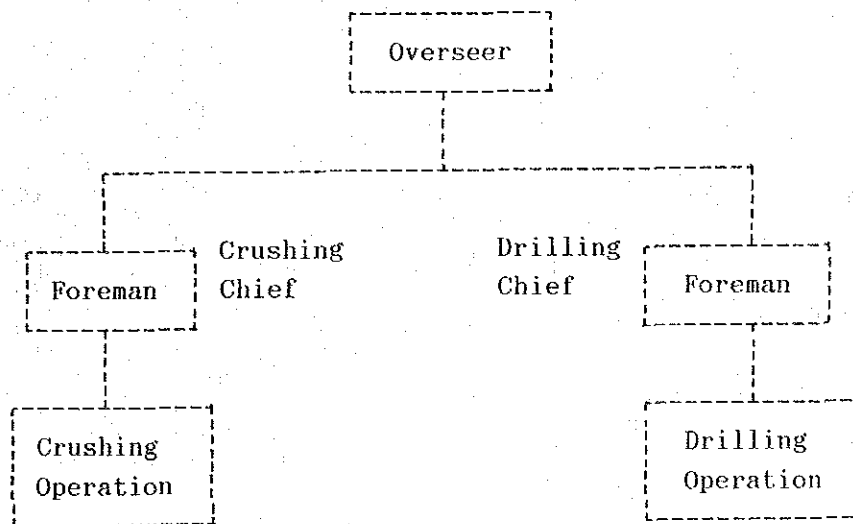 Overseer
Foreman
Crushing
Chief
Drilling
Chief
Foreman
Crushing
Operation
Drilling
Operation